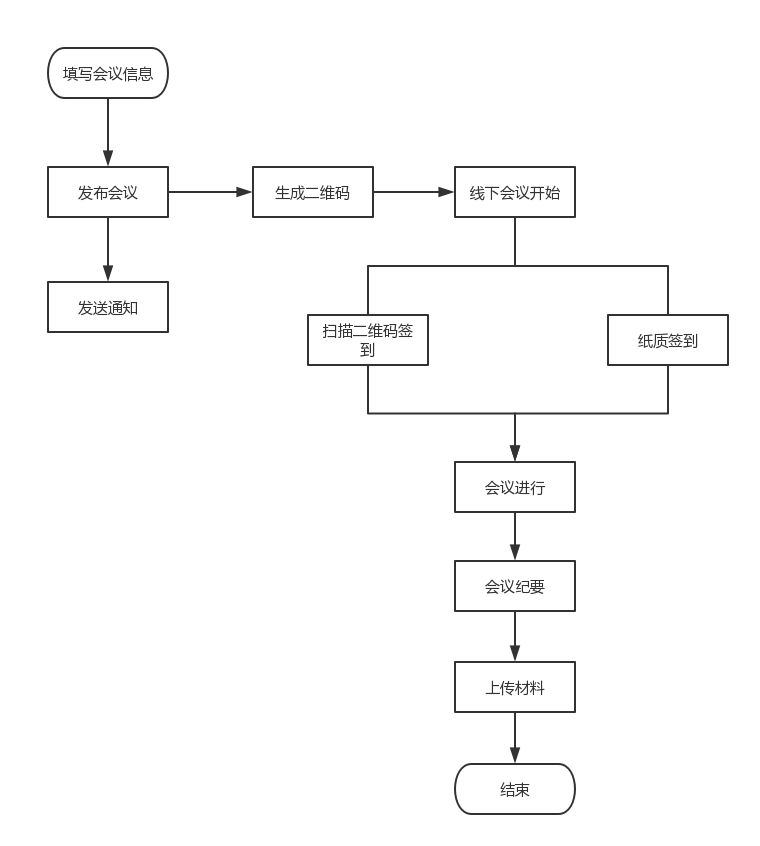 填写会议信息
发布会议
生成二维码
线下会议开始
发送通知
扫描二维码签
到
纸质签到
会议进行
会议纪要
上传材料
结束